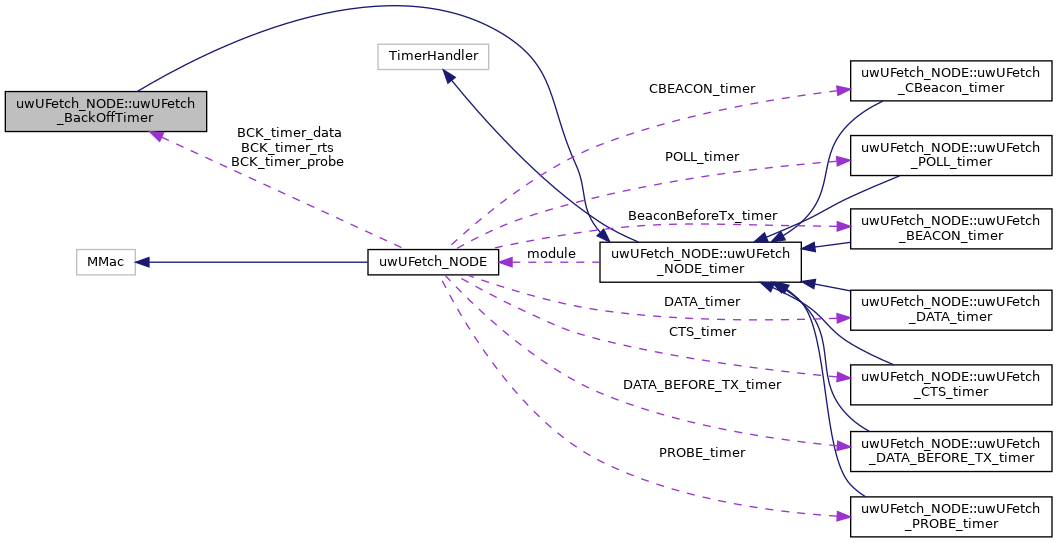 TimerHandler
uwUFetch_NODE::uwUFetch
_BackOffTimer
BCK_timer_data
BCK_timer_rts
BCK_timer_probe
MMac
uwUFetch_NODE
CBEACON_timer
POLL_timer
BeaconBeforeTx_timer
module
DATA_timer
CTS_timer
DATA_BEFORE_TX_timer
PROBE_timer
uwUFetch_NODE::uwUFetch
_NODE_timer
uwUFetch_NODE::uwUFetch
_CBeacon_timer
uwUFetch_NODE::uwUFetch
_POLL_timer
uwUFetch_NODE::uwUFetch
_BEACON_timer
uwUFetch_NODE::uwUFetch
_DATA_timer
uwUFetch_NODE::uwUFetch
_CTS_timer
uwUFetch_NODE::uwUFetch
_DATA_BEFORE_TX_timer
uwUFetch_NODE::uwUFetch
_PROBE_timer